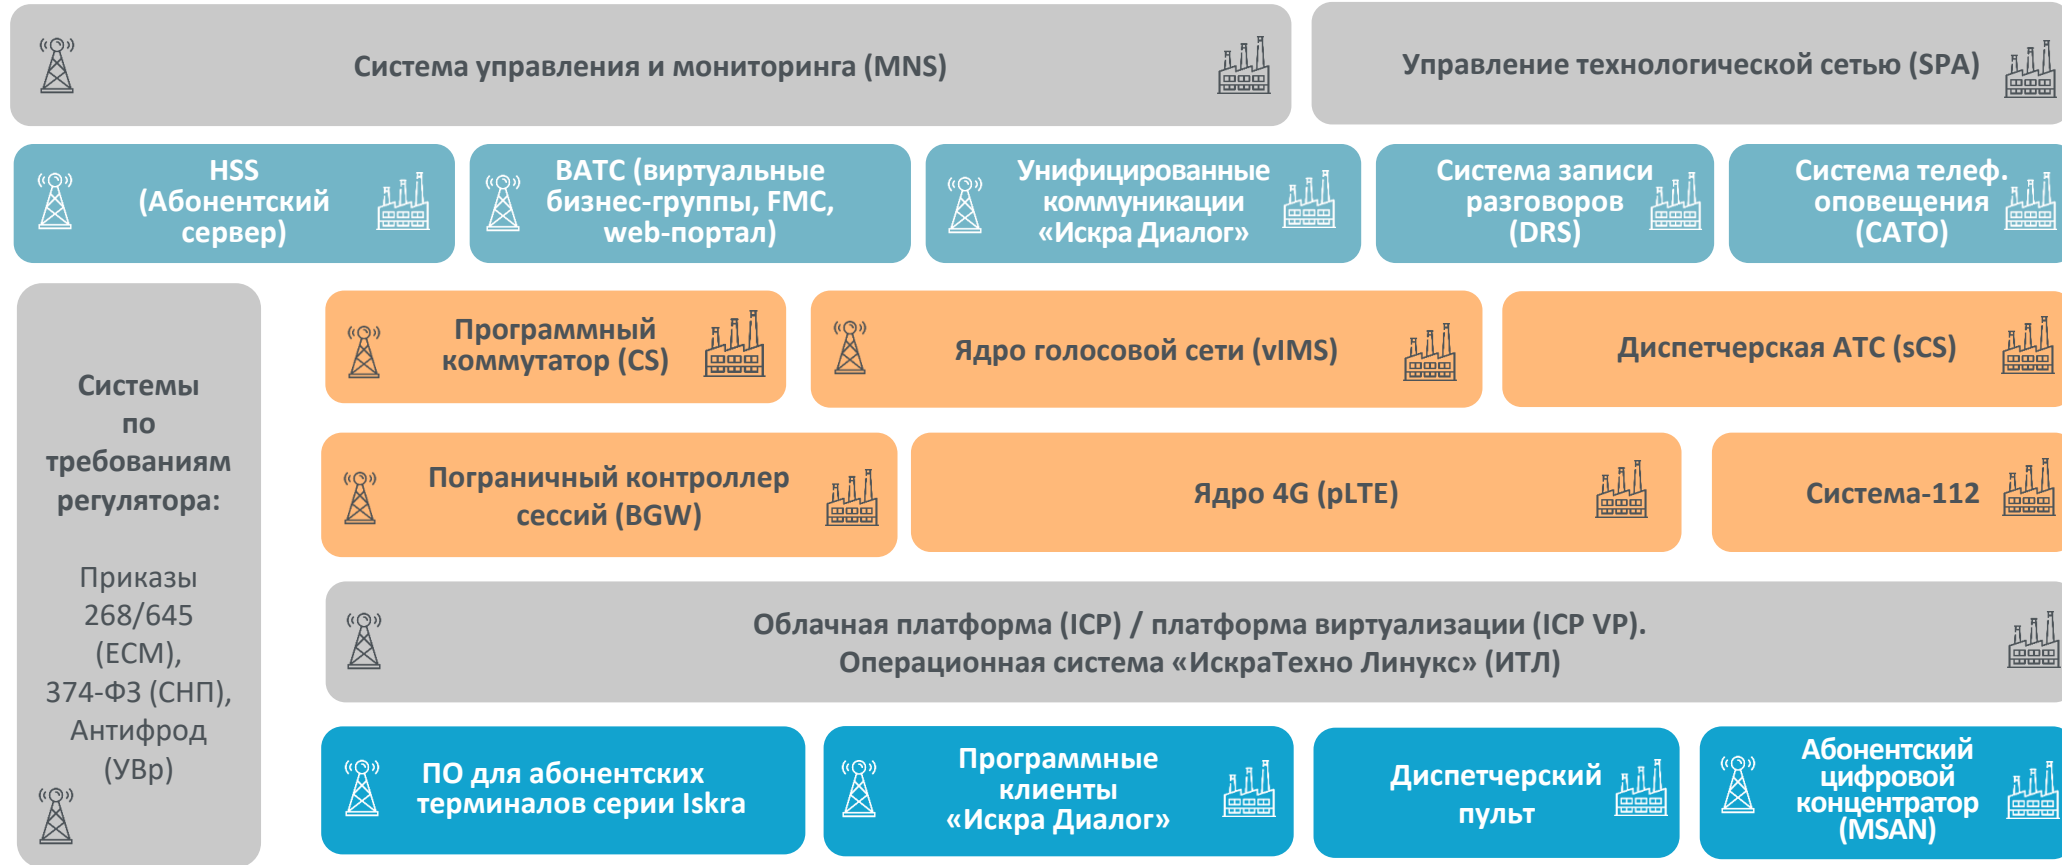 Система управления и мониторинга (MNS)
Управление технологической сетью (SPA)
HSS
(Абонентский
сервер)
ВАТС (виртуальные
бизнес-группы, FMC,
web-портал)
Унифицированные
коммуникации
«Искра Диалог»
Система записи
разговоров
(DRS)
Система телеф.
оповещения
(САТО)
Системы
по
требованиям
регулятора:
Приказы
268/645
(ЕСМ),
374-ФЗ (СНП),
Антифрод
(УВр)
Программный
коммутатор (CS)
Ядро голосовой сети (vIMS)
Диспетчерская АТС (sCS)
Пограничный контроллер
сессий (BGW)
Ядро 4G (pLTE)
Система-112
Облачная платформа (ICP) / платформа виртуализации (ICP VP).
Операционная система «ИскраТехно Линукс» (ИТЛ)
ПО для абонентских
терминалов серии Iskra
Программные
клиенты
«Искра Диалог»
Диспетчерский
пульт
Абонентский
цифровой
концентратор
(MSAN)